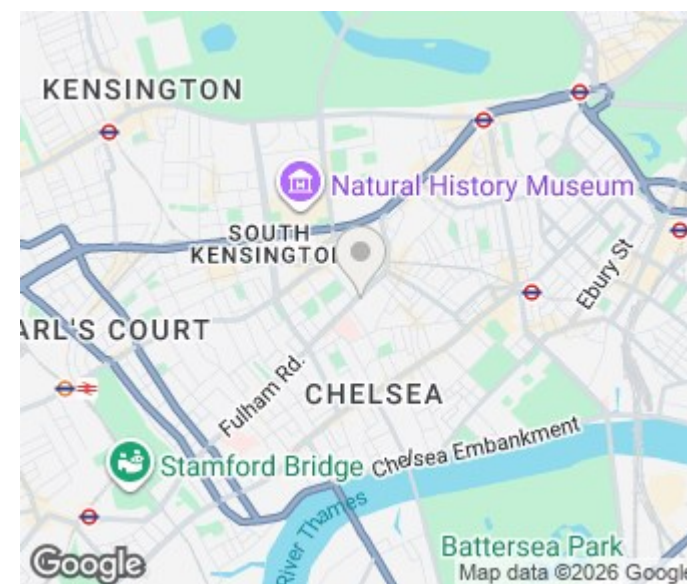 KENSINGTON
Natural History Museum
SOUTH
KENSINGTO
Ebury St
ARL'S COURT
Fulham Rd.
CHELSEA
Stamford Bridge
Chelsea Embankment
River Thames
Battersea Park
Google
Map data ©2026 Google